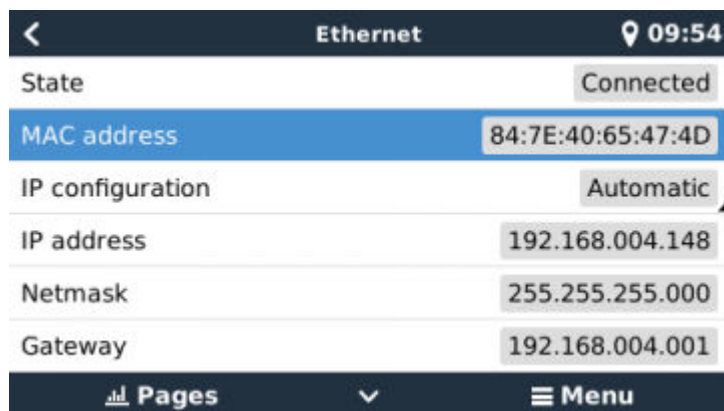 Ethernet 09:54
State Connected
MAC address 84:7E:40:65:47:4D
IP configuration Automatic
IP address 192.168.004.148
Netmask 255.255.255.000
Gateway 192.168.004.001
Pages Menu